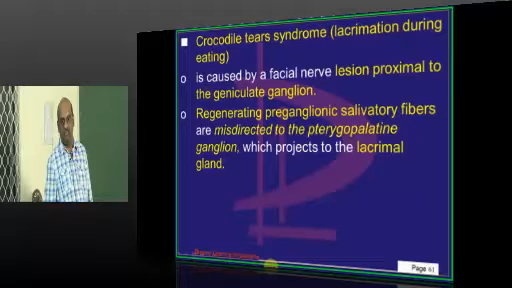 Crocodile tears syndrome (lacrimation during
eating)
is caused by a facial nerve lesion proximal to
the geniculate ganglion.
Regenerating preganglionic salivatory fibers
are misdirected to the pterygopalatine
ganglion, which projects to the lacrimal
gland.
Page 61